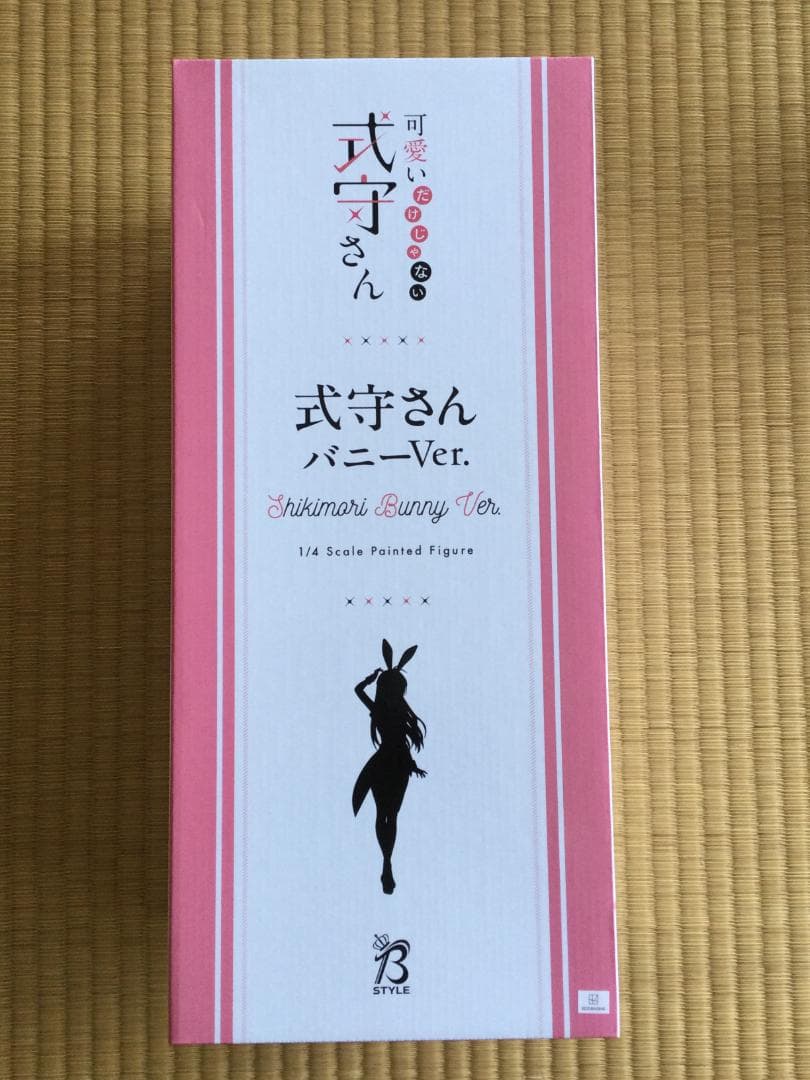 可愛いだけじゃない
式守さん
式守さん
バニーVer.
Shikimori Bunny Ver.
1/4 Scale Painted Figure
B
STYLE
KODANSHA